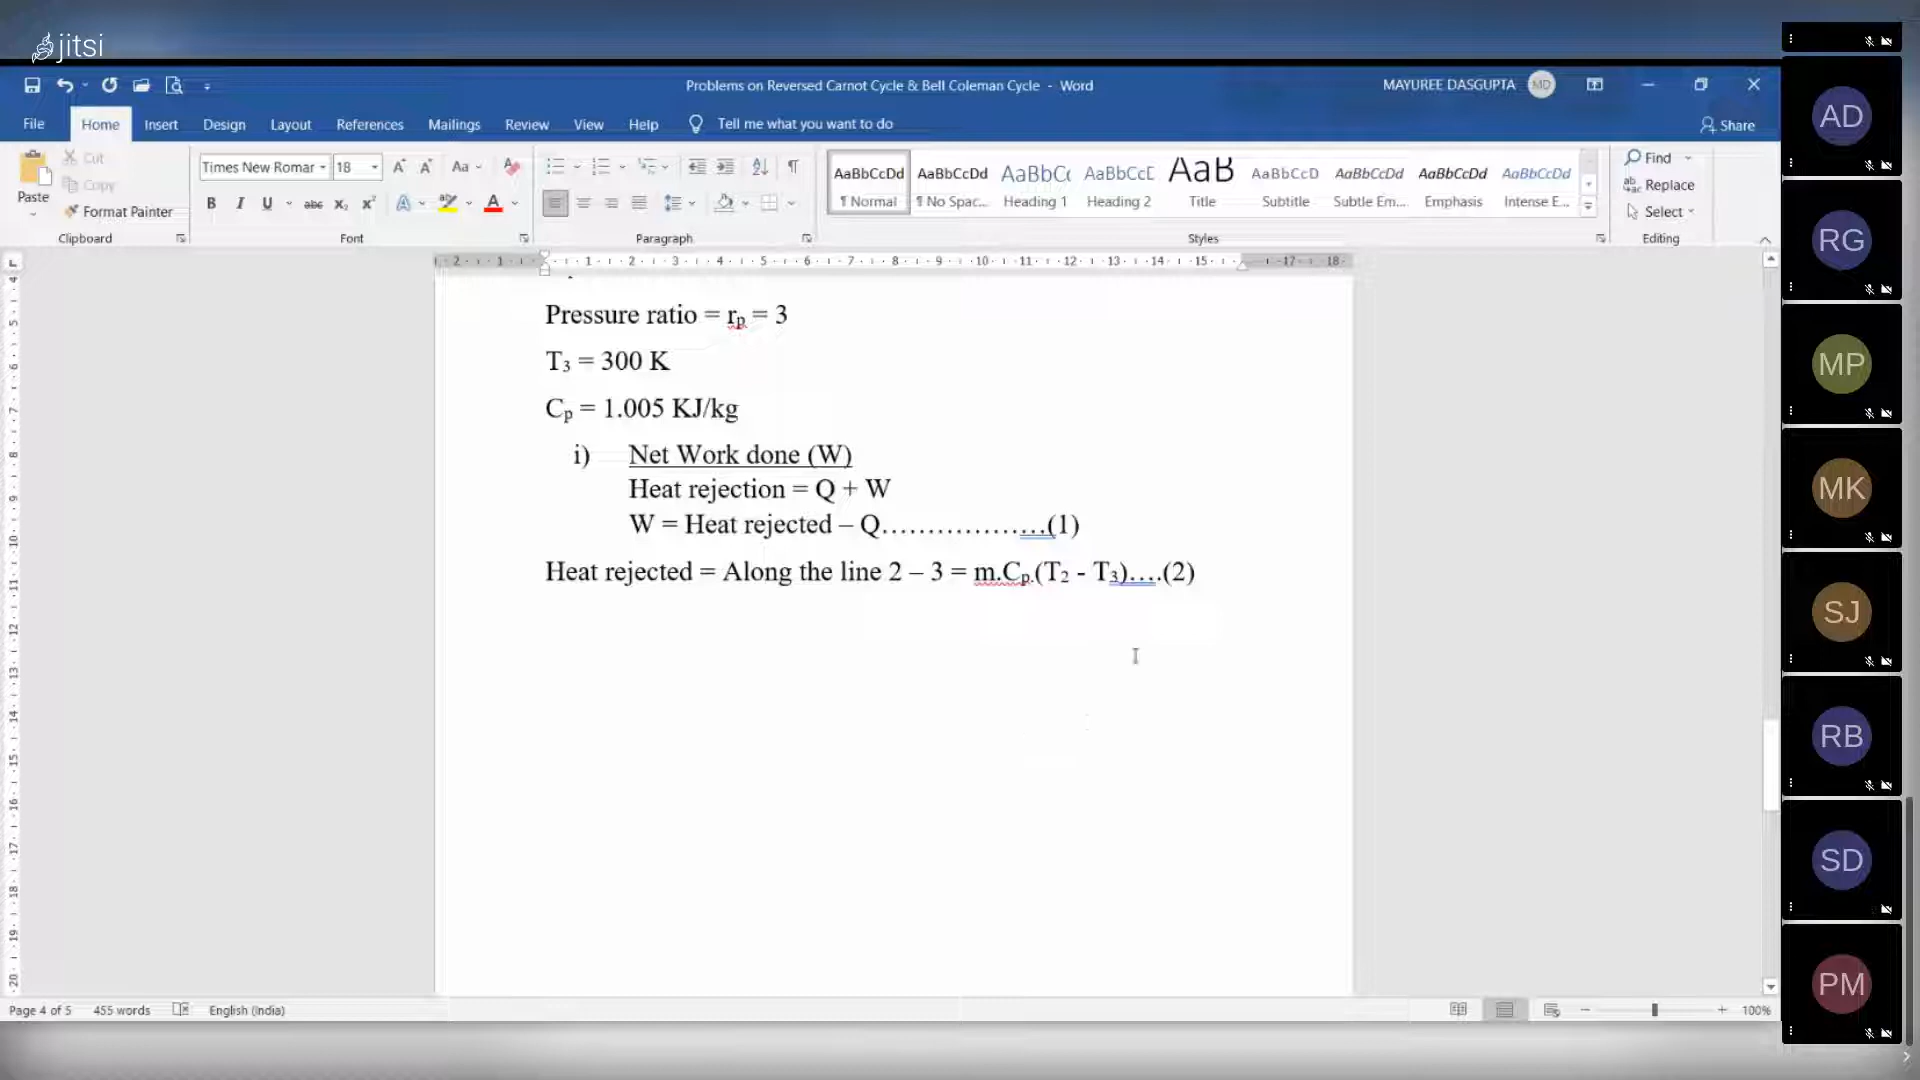 jitsi
Problems on Reversed Carnot Cycle & Bell Coleman Cycle - Word
MAYUREE DASGUPTA
MD
File Home Insert Design Layout References Mailings Review View Help Tell me what you want to do
Share
Paste
Cut
Copy
Format Painter
Clipboard
Times New Romar 18
Font
Paragraph
AaBbCcDd AaBbCcDd AaBbCc AaBbCcE AaB AaBbCcD AaBbCcDd AaBbCcDd AaBbCcDd
¶ Normal ¶ No Spac... Heading 1 Heading 2 Title Subtitle Subtle Em... Emphasis Intense E...
Styles
Find
Replace
Select
Editing
Pressure ratio = rp = 3
T3 = 300 K
Cp = 1.005 KJ/kg
i) Net Work done (W)
Heat rejection = Q + W
W = Heat rejected – Q…………………(1)
Heat rejected = Along the line 2 – 3 = m.Cp.(T2 - T3)….(2)
Page 4 of 5 455 words English (India)
100%
AD
RG
MP
MK
SJ
RB
SD
PM